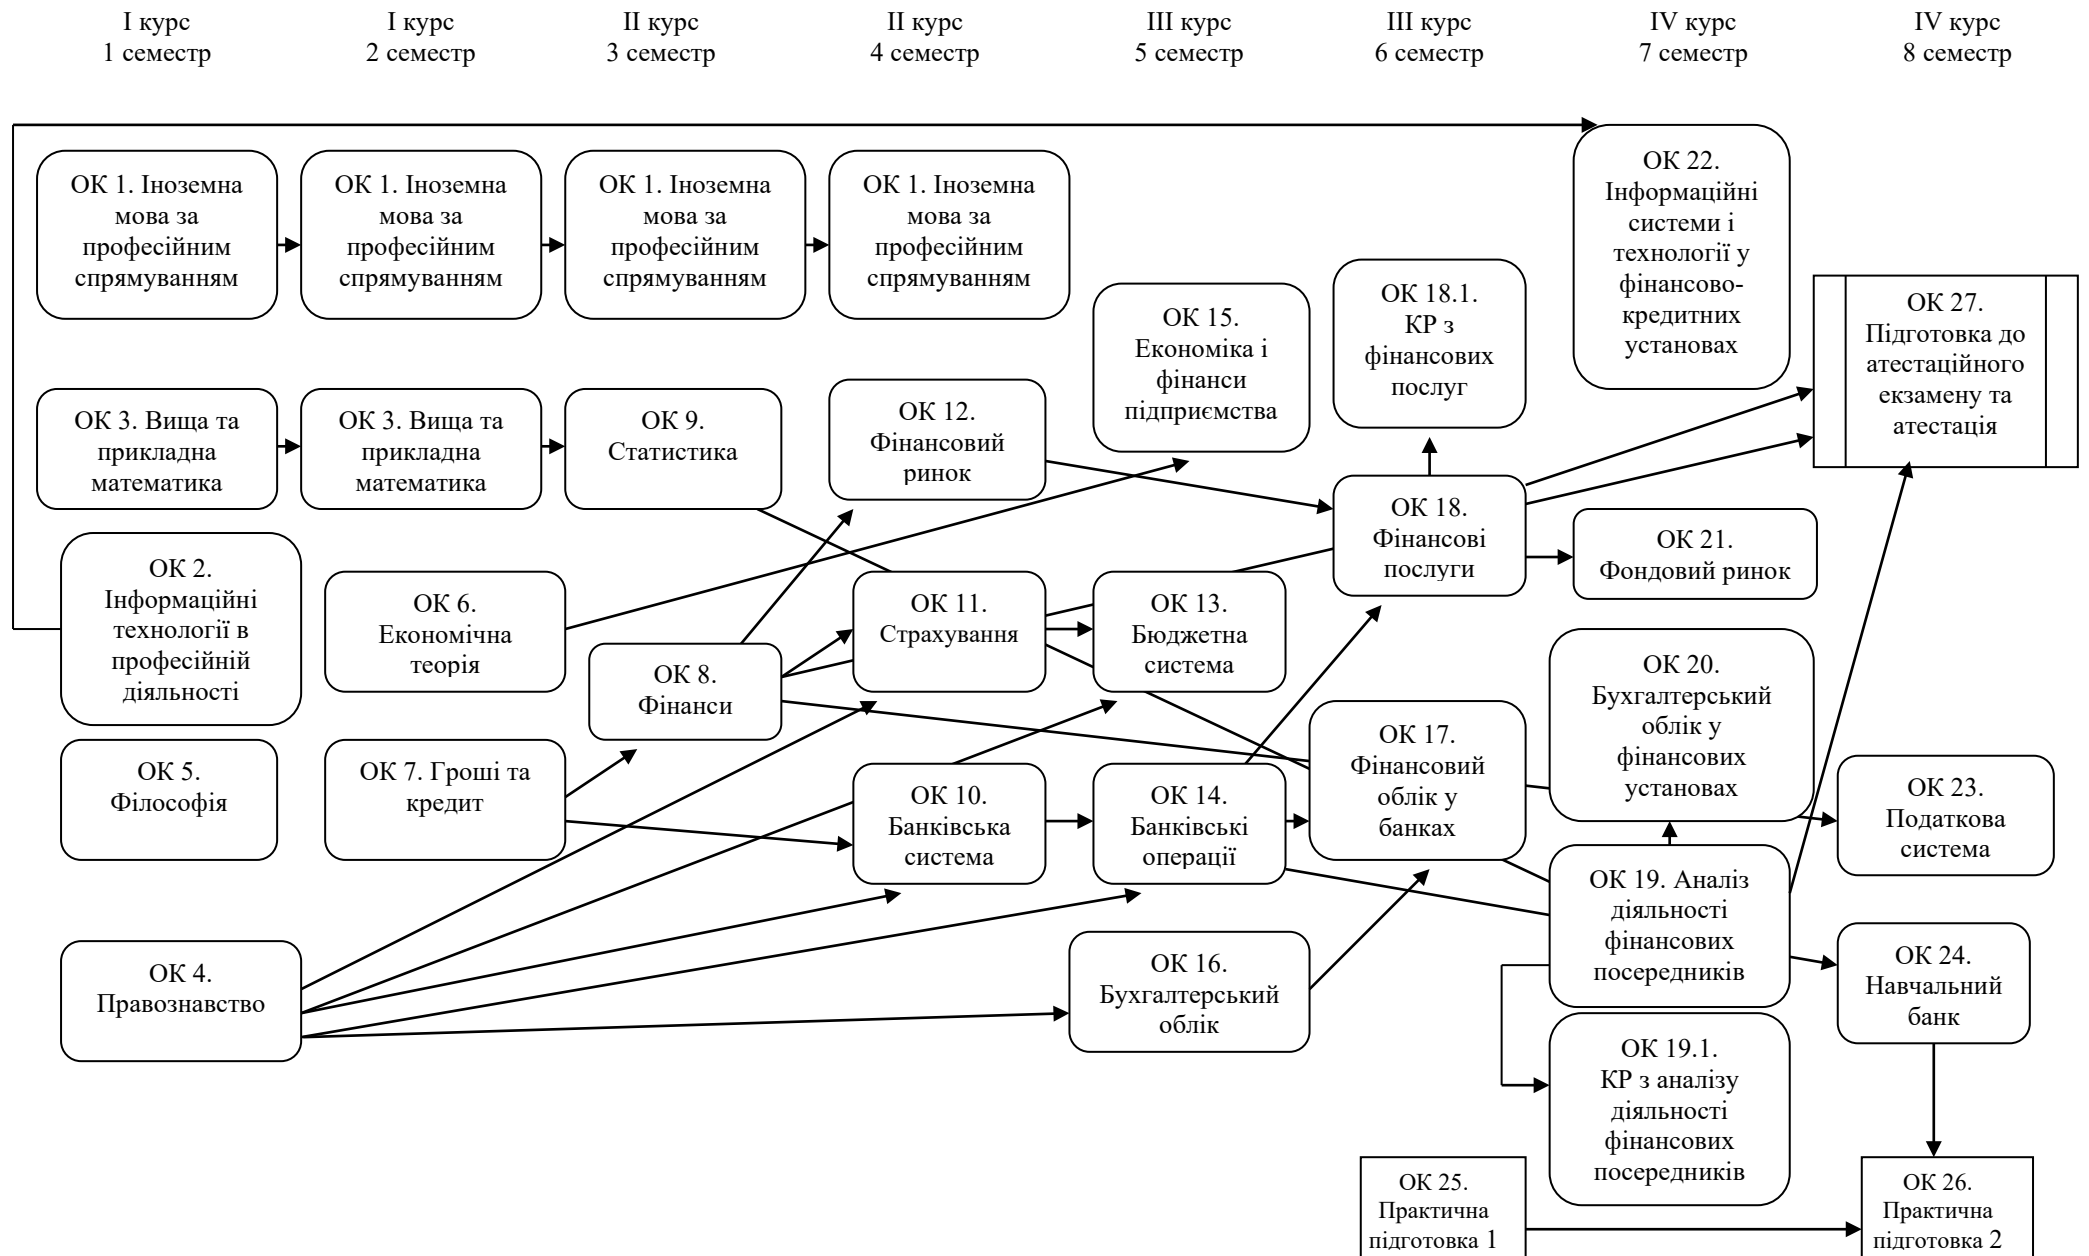 І курс
1 семестр
І курс
2 семестр
ІІ курс
3 семестр
ІІ курс
4 семестр
ІІІ курс
5 семестр
ІІІ курс
6 семестр
IV курс
7 семестр
IV курс
8 семестр
ОК 1. Іноземна
мова за
професійним
спрямуванням
ОК 1. Іноземна
мова за
професійним
спрямуванням
ОК 1. Іноземна
мова за
професійним
спрямуванням
ОК 1. Іноземна
мова за
професійним
спрямуванням
ОК 22.
Інформаційні
системи і
технології у
фінансово-
кредитних
установах
ОК 18.1.
КР з
фінансових
послуг
ОК 27.
Підготовка до
атестаційного
екзамену та
атестація
ОК 15.
Економіка і
фінанси
підприємства
ОК 3. Вища та
прикладна
математика
ОК 3. Вища та
прикладна
математика
ОК 9.
Статистика
ОК 12.
Фінансовий
ринок
ОК 18.
Фінансові
послуги
ОК 21.
Фондовий ринок
ОК 2.
Інформаційні
технології в
професійній
діяльності
ОК 6.
Економічна
теорія
ОК 8.
Фінанси
ОК 11.
Страхування
ОК 13.
Бюджетна
система
ОК 20.
Бухгалтерський
облік у
фінансових
установах
ОК 5.
Філософія
ОК 7. Гроші та
кредит
ОК 10.
Банківська
система
ОК 14.
Банківські
операції
ОК 17.
Фінансовий
облік у
банках
ОК 23.
Податкова
система
ОК 19. Аналіз
діяльності
фінансових
посередників
ОК 4.
Правознавство
ОК 16.
Бухгалтерський
облік
ОК 24.
Навчальний
банк
ОК 19.1.
КР з аналізу
діяльності
фінансових
посередників
ОК 25.
Практична
підготовка 1
ОК 26.
Практична
підготовка 2